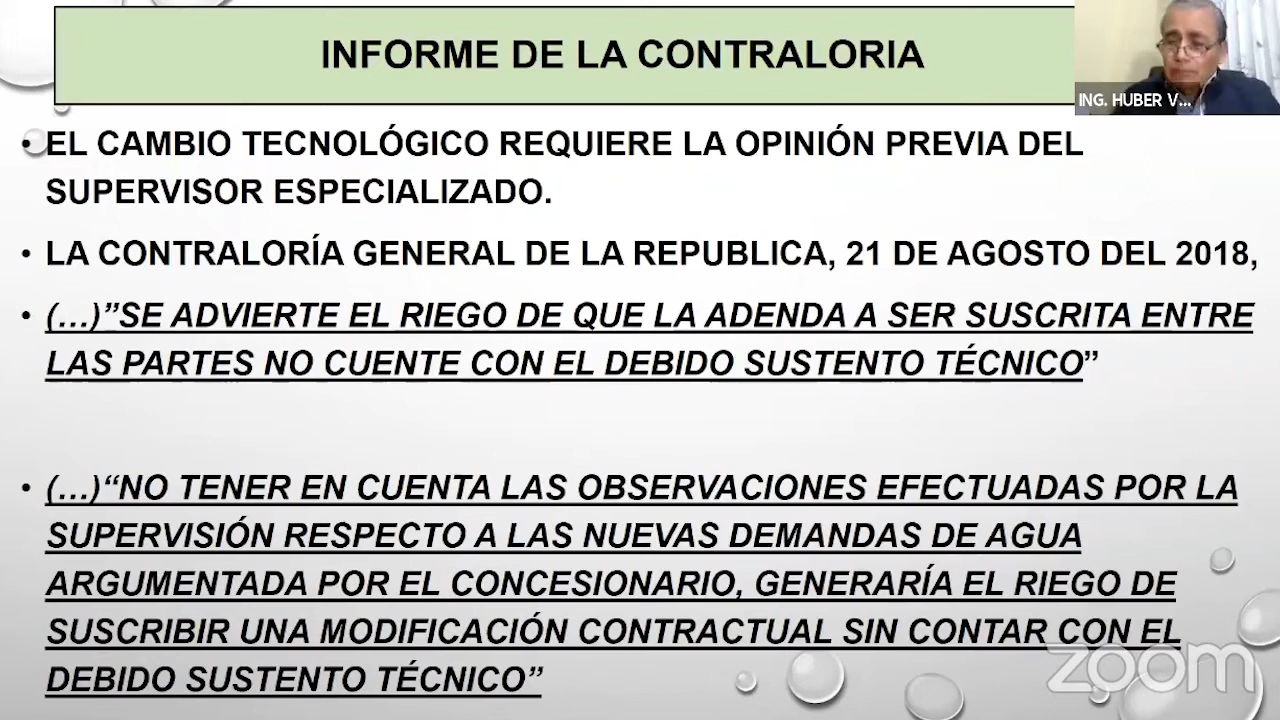 INFORME DE LA CONTRALORIA
ING. HUBER V...
• EL CAMBIO TECNOLÓGICO REQUIERE LA OPINIÓN PREVIA DEL
SUPERVISOR ESPECIALIZADO.
• LA CONTRALORÍA GENERAL DE LA REPUBLICA, 21 DE AGOSTO DEL 2018,
• (...)”SE ADVIERTE EL RIEGO DE QUE LA ADENDA A SER SUSCRITA ENTRE
LAS PARTES NO CUENTE CON EL DEBIDO SUSTENTO TÉCNICO”
• (...)“NO TENER EN CUENTA LAS OBSERVACIONES EFECTUADAS POR LA
SUPERVISIÓN RESPECTO A LAS NUEVAS DEMANDAS DE AGUA
ARGUMENTADA POR EL CONCESIONARIO, GENERARÍA EL RIEGO DE
SUSCRIBIR UNA MODIFICACIÓN CONTRACTUAL SIN CONTAR CON EL
DEBIDO SUSTENTO TÉCNICO”
zoom